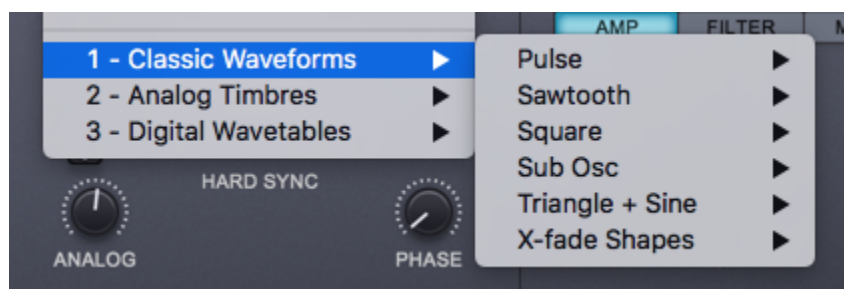 AMP
FILTER
M
1 - Classic Waveforms
2 - Analog Timbres
3 - Digital Wavetables
Pulse
Sawtooth
Square
Sub Osc
Triangle + Sine
X-fade Shapes
HARD SYNC
ANALOG
PHASE